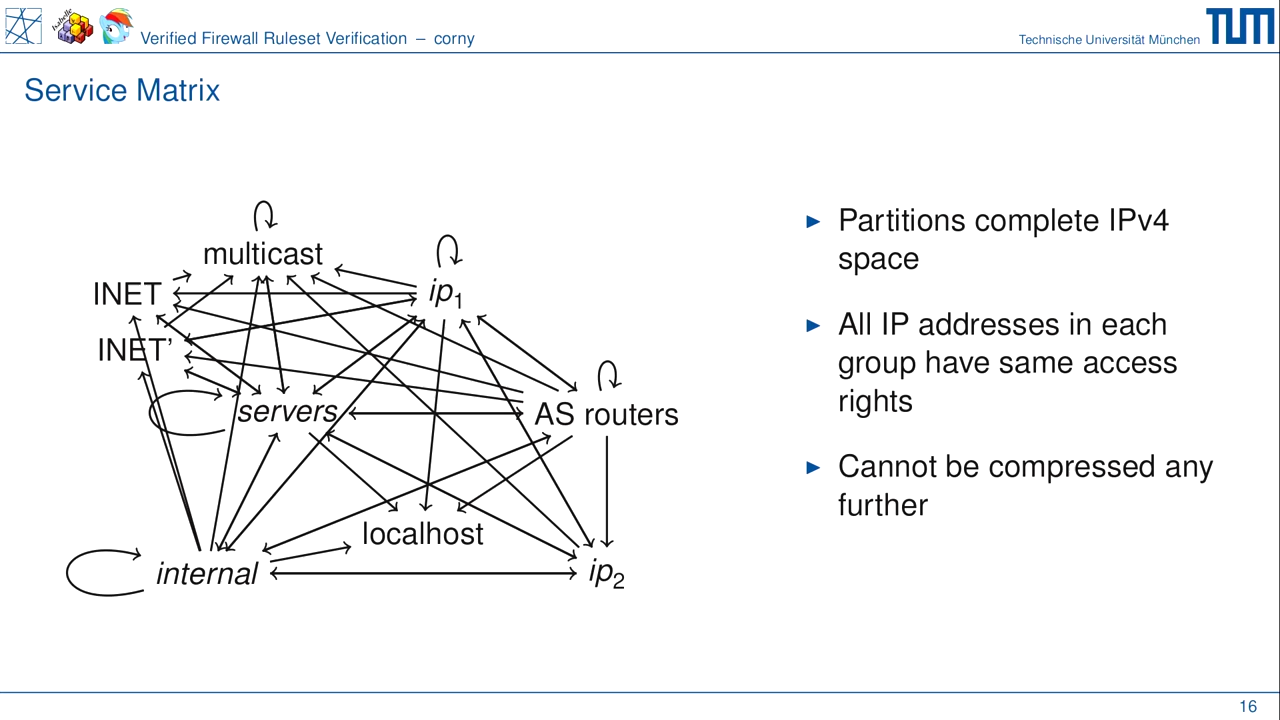 Isabelle
Verified Firewall Ruleset Verification – corny
Technische Universität München
TUM
Service Matrix
multicast
INET
ip1
INET’
servers
AS routers
localhost
internal
ip2
▶ Partitions complete IPv4
space
▶ All IP addresses in each
group have same access
rights
▶ Cannot be compressed any
further
16